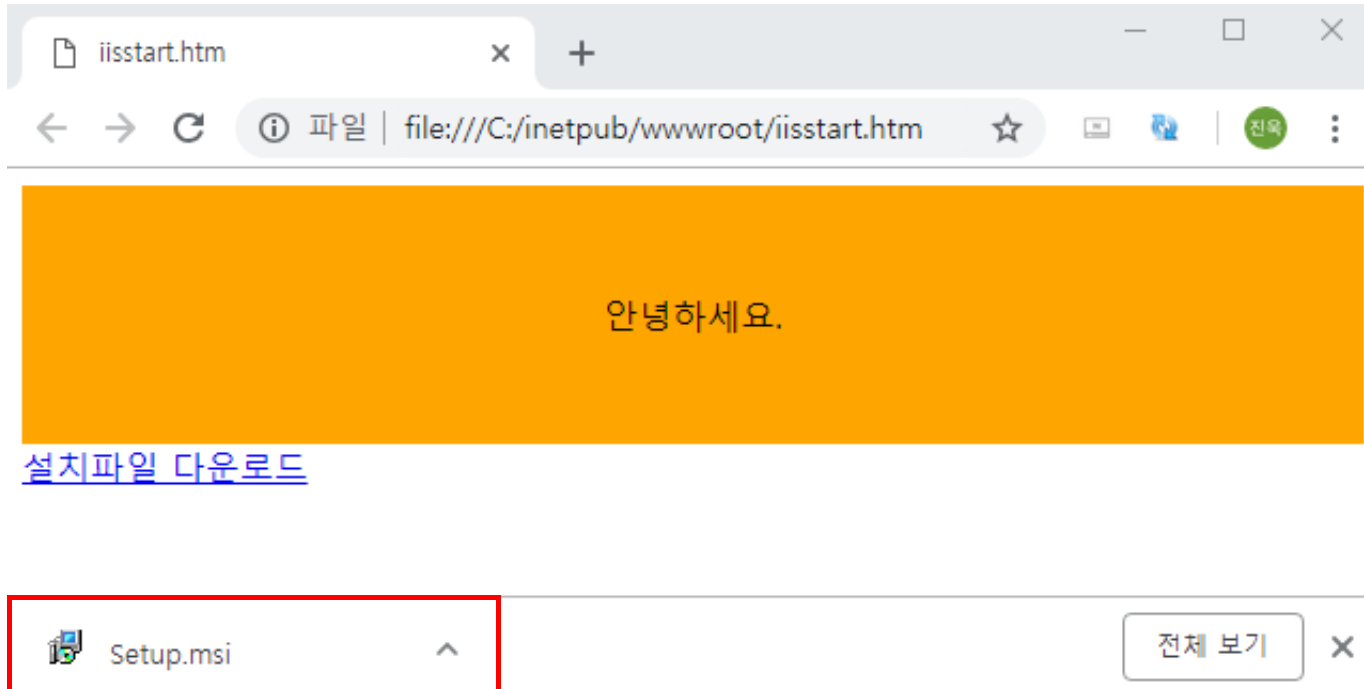 iisstart.htm
파일 | file:///C:/inetpub/wwwroot/iisstart.htm 진욱
안녕하세요.
설치파일 다운로드
Setup.msi 전체 보기